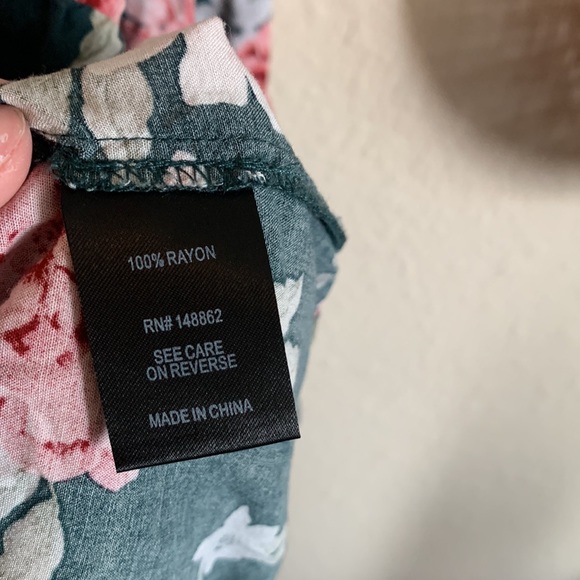 100% RAYON
RN# 148862
SEE CARE
ON REVERSE
MADE IN CHINA